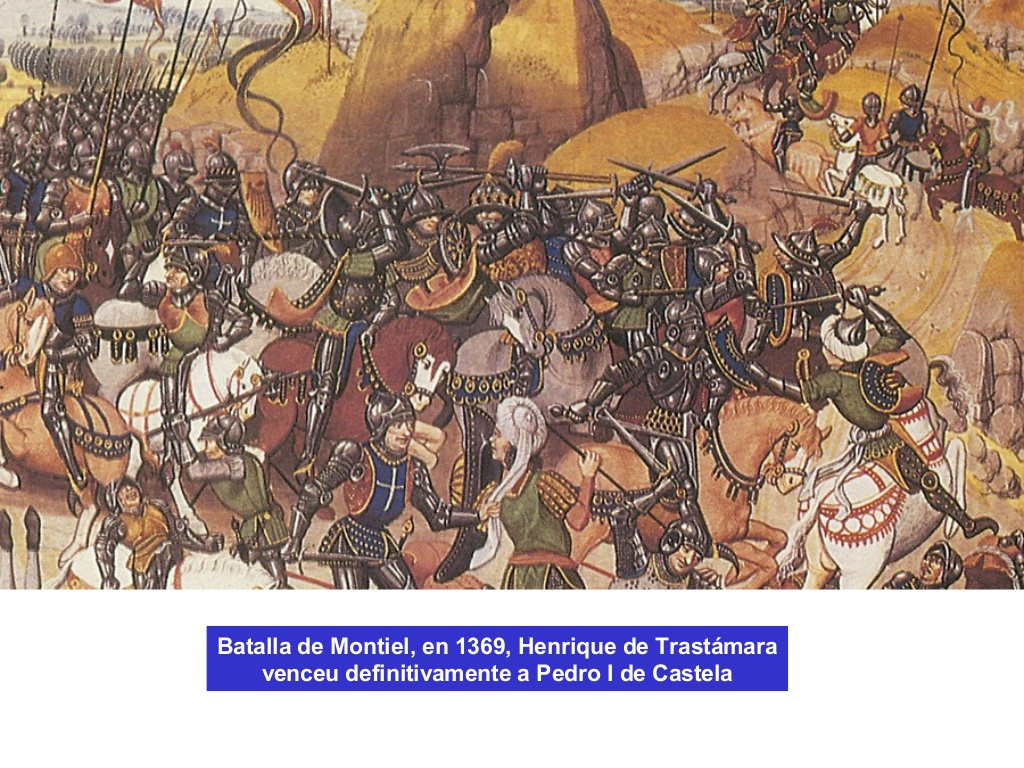 Batalla de Montiel, en 1369, Henrique de Trastámara
venceu definitivamente a Pedro I de Castela